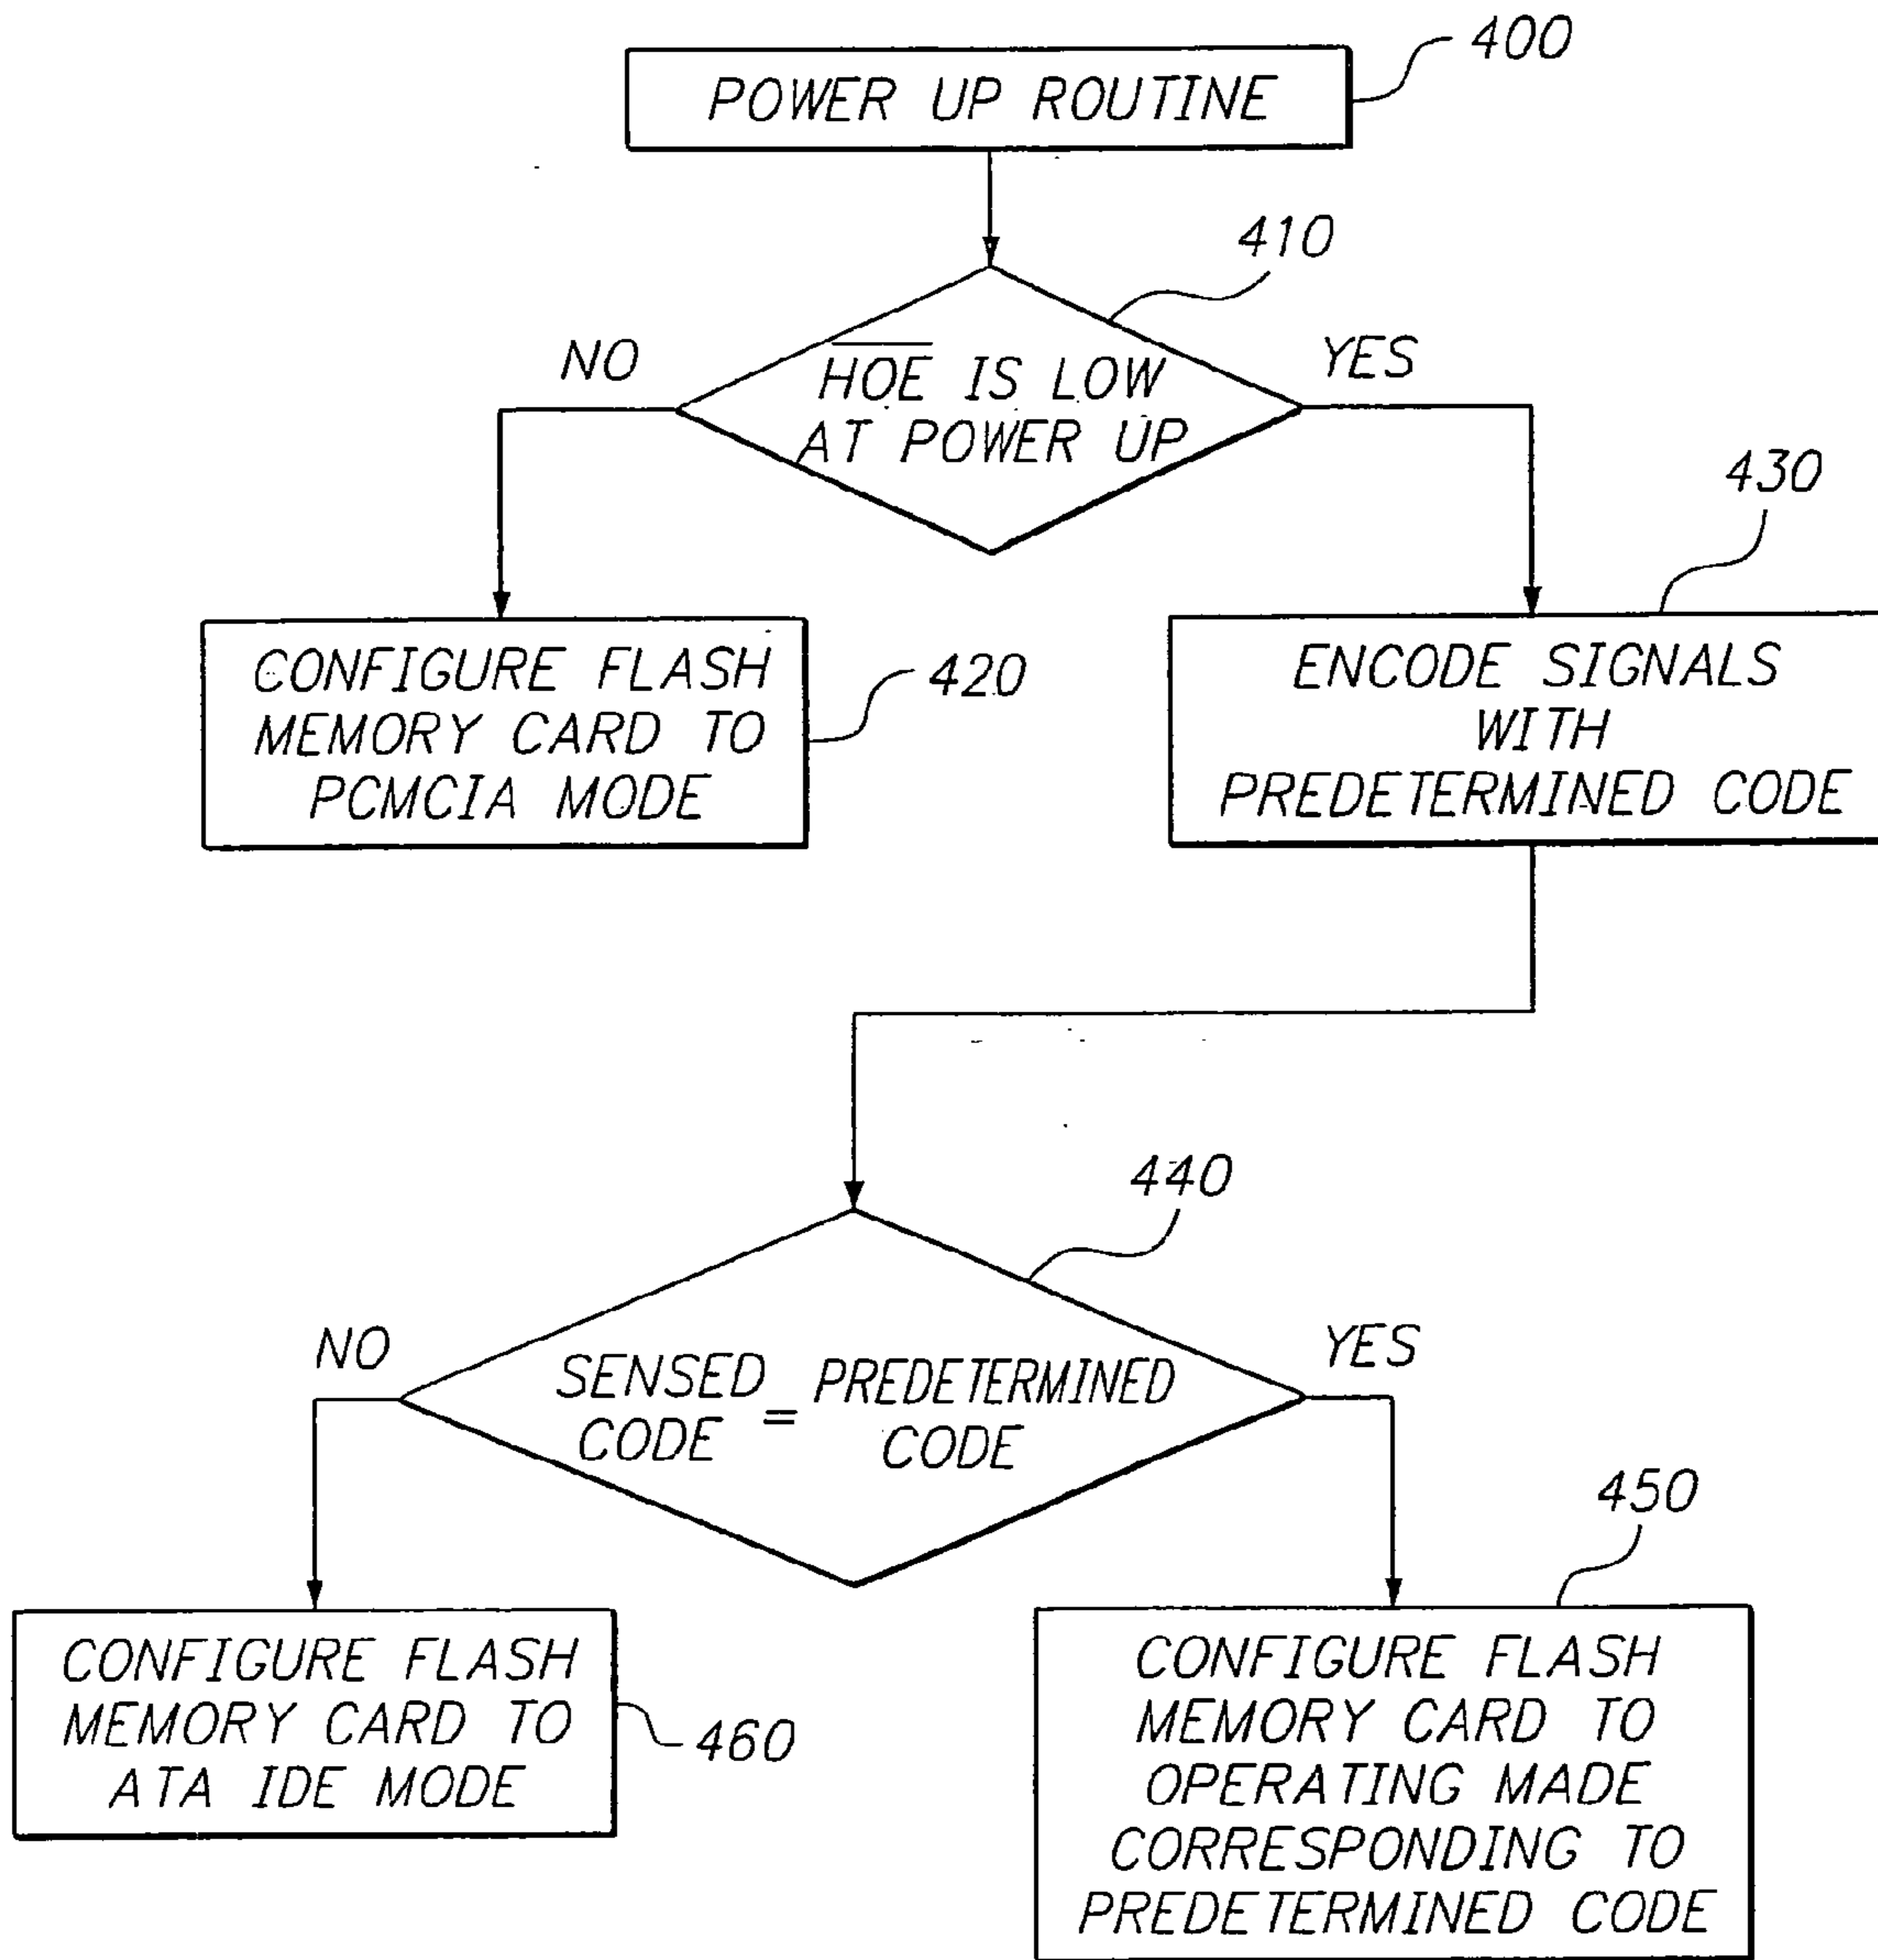 POWER UP ROUTINE
400
410
NO
H̅O̅E̅ IS LOW
AT POWER UP
YES
430
CONFIGURE FLASH
MEMORY CARD TO
PCMCIA MODE
420
ENCODE SIGNALS
WITH
PREDETERMINED CODE
440
NO
SENSED
CODE
=
PREDETERMINED
CODE
YES
450
CONFIGURE FLASH
MEMORY CARD TO
ATA IDE MODE
460
CONFIGURE FLASH
MEMORY CARD TO
OPERATING MADE
CORRESPONDING TO
PREDETERMINED CODE